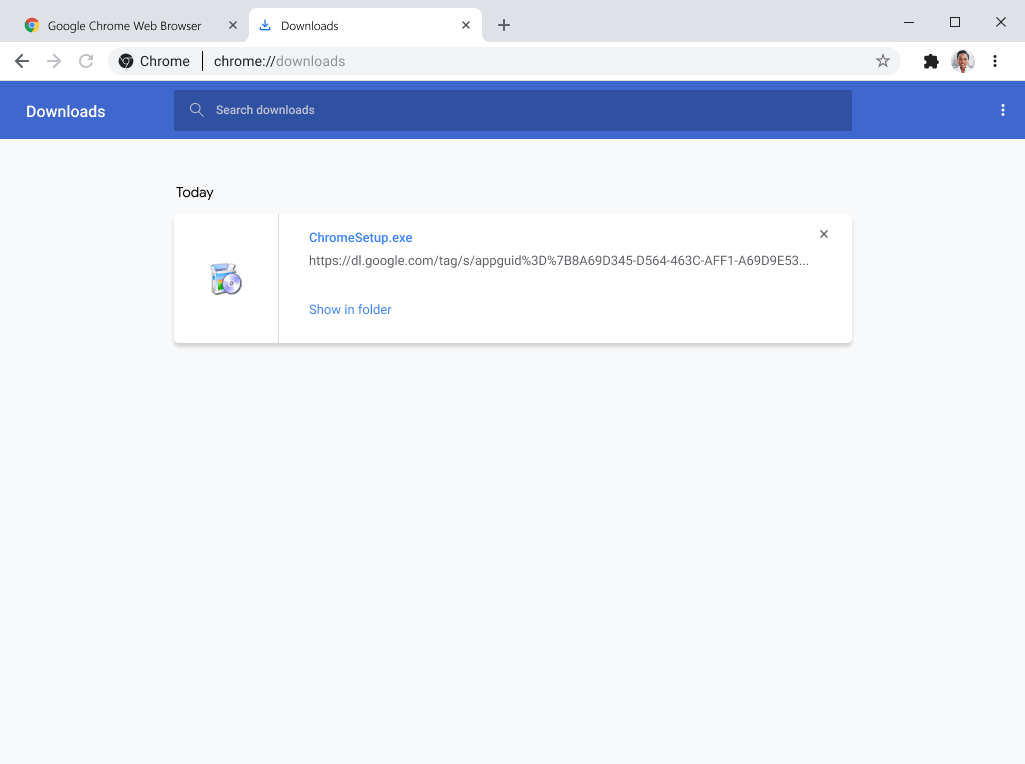 Google Chrome Web Browser
Downloads
Chrome
chrome://downloads
Downloads
Search downloads
Today
ChromeSetup.exe
https://dl.google.com/tag/s/appguid%3D%7B8A69D345-D564-463C-AFF1-A69D9E53...
Show in folder